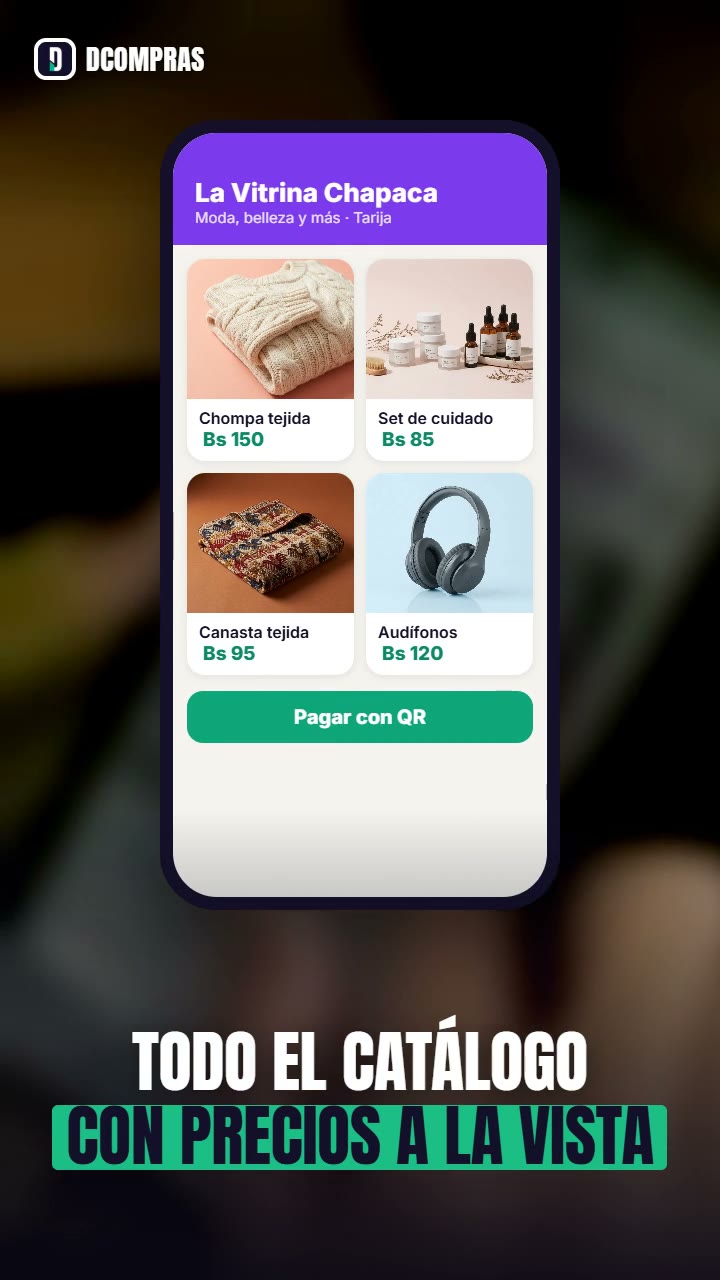 DCOMPRAS
La Vitrina Chapaca
Moda, belleza y más · Tarija
Chompa tejida
Bs 150
Set de cuidado
Bs 85
Canasta tejida
Bs 95
Audífonos
Bs 120
Pagar con QR
TODO EL CATÁLOGO
CON PRECIOS A LA VISTA